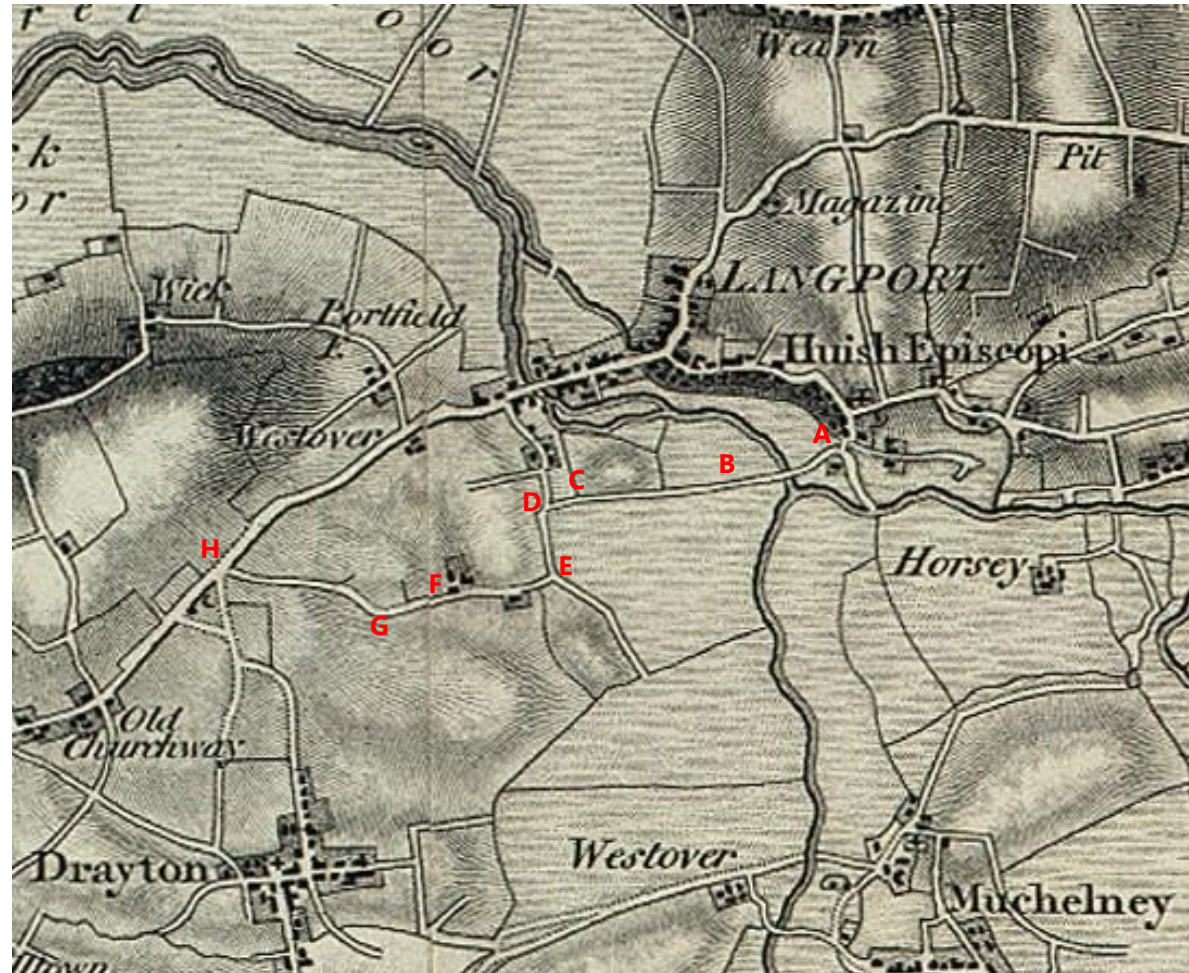 Wearn
Pit
Magazine
LANGPORT
Wick
Portfield
Huish Episcopi
Westover
A
B
C
D
E
F
G
H
Horsey
Old
Churchway
Drayton
Westover
Muchelney